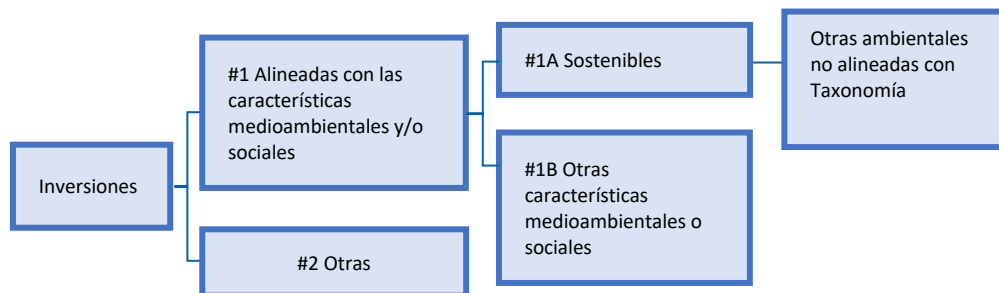 Inversiones
#1 Alineadas con las
características
medioambientales y/o
sociales
#2 Otras
#1A Sostenibles
#1B Otras
características
medioambientales o
sociales
Otras ambientales
no alineadas con
Taxonomía